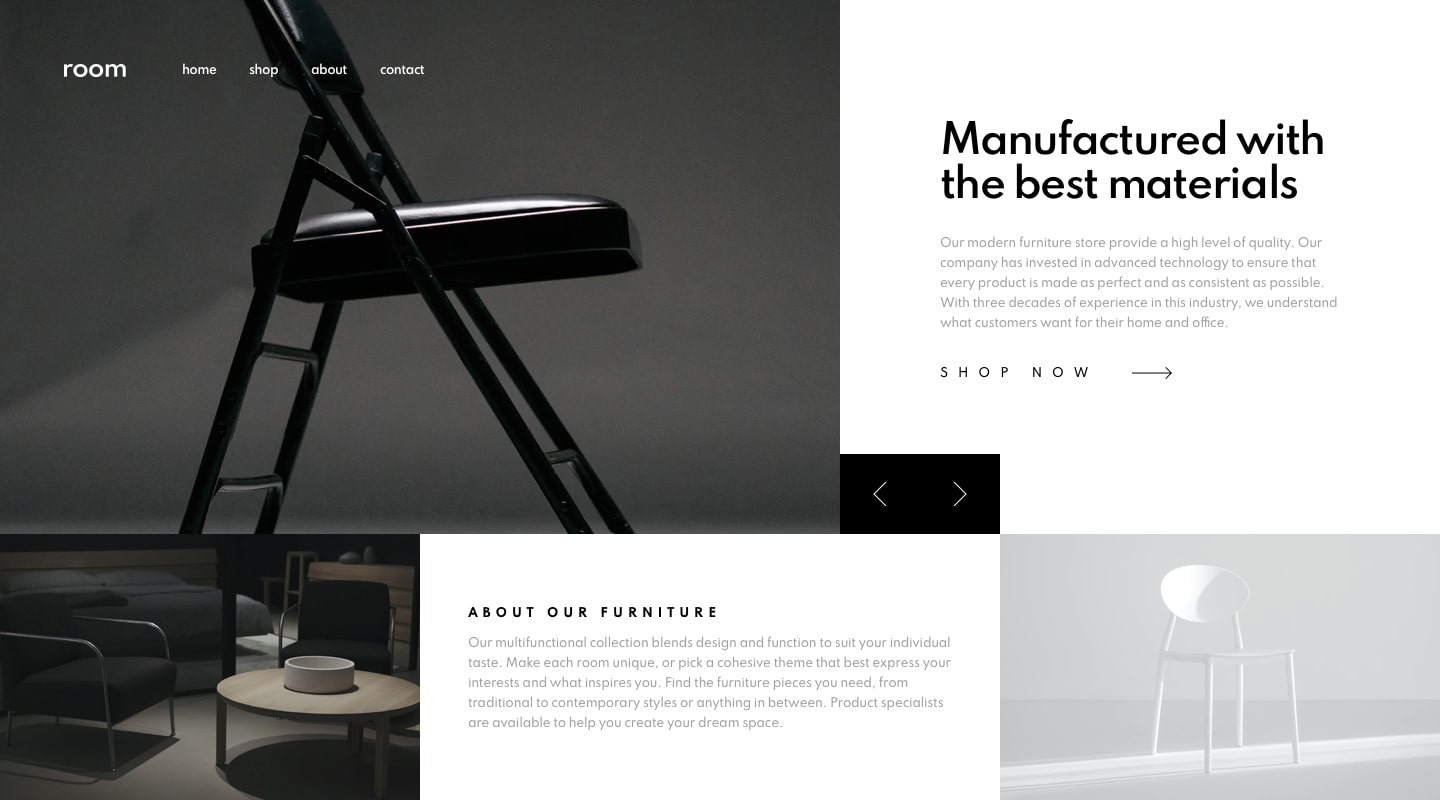 room
home shop about contact
Manufactured with
the best materials
Our modern furniture store provide a high level of quality. Our
company has invested in advanced technology to ensure that
every product is made as perfect and as consistent as possible.
With three decades of experience in this industry, we understand
what customers want for their home and office.
SHOP NOW
ABOUT OUR FURNITURE
Our multifunctional collection blends design and function to suit your individual
taste. Make each room unique, or pick a cohesive theme that best express your
interests and what inspires you. Find the furniture pieces you need, from
traditional to contemporary styles or anything in between. Product specialists
are available to help you create your dream space.